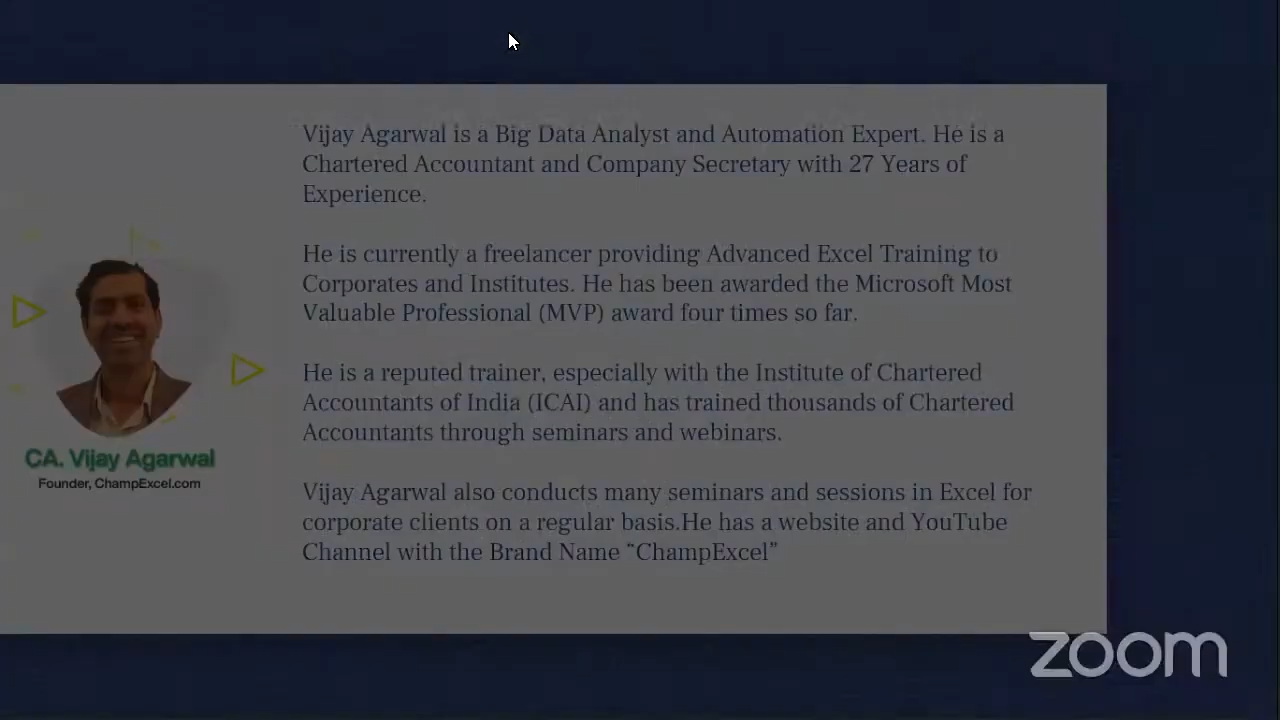 Vijay Agarwal is a Big Data Analyst and Automation Expert. He is a
Chartered Accountant and Company Secretary with 27 Years of
Experience.
He is currently a freelancer providing Advanced Excel Training to
Corporates and Institutes. He has been awarded the Microsoft Most
Valuable Professional (MVP) award four times so far.
He is a reputed trainer, especially with the Institute of Chartered
Accountants of India (ICAI) and has trained thousands of Chartered
Accountants through seminars and webinars.
Vijay Agarwal also conducts many seminars and sessions in Excel for
corporate clients on a regular basis.He has a website and YouTube
Channel with the Brand Name “ChampExcel”
CA. Vijay Agarwal
Founder, ChampExcel.com
zoom